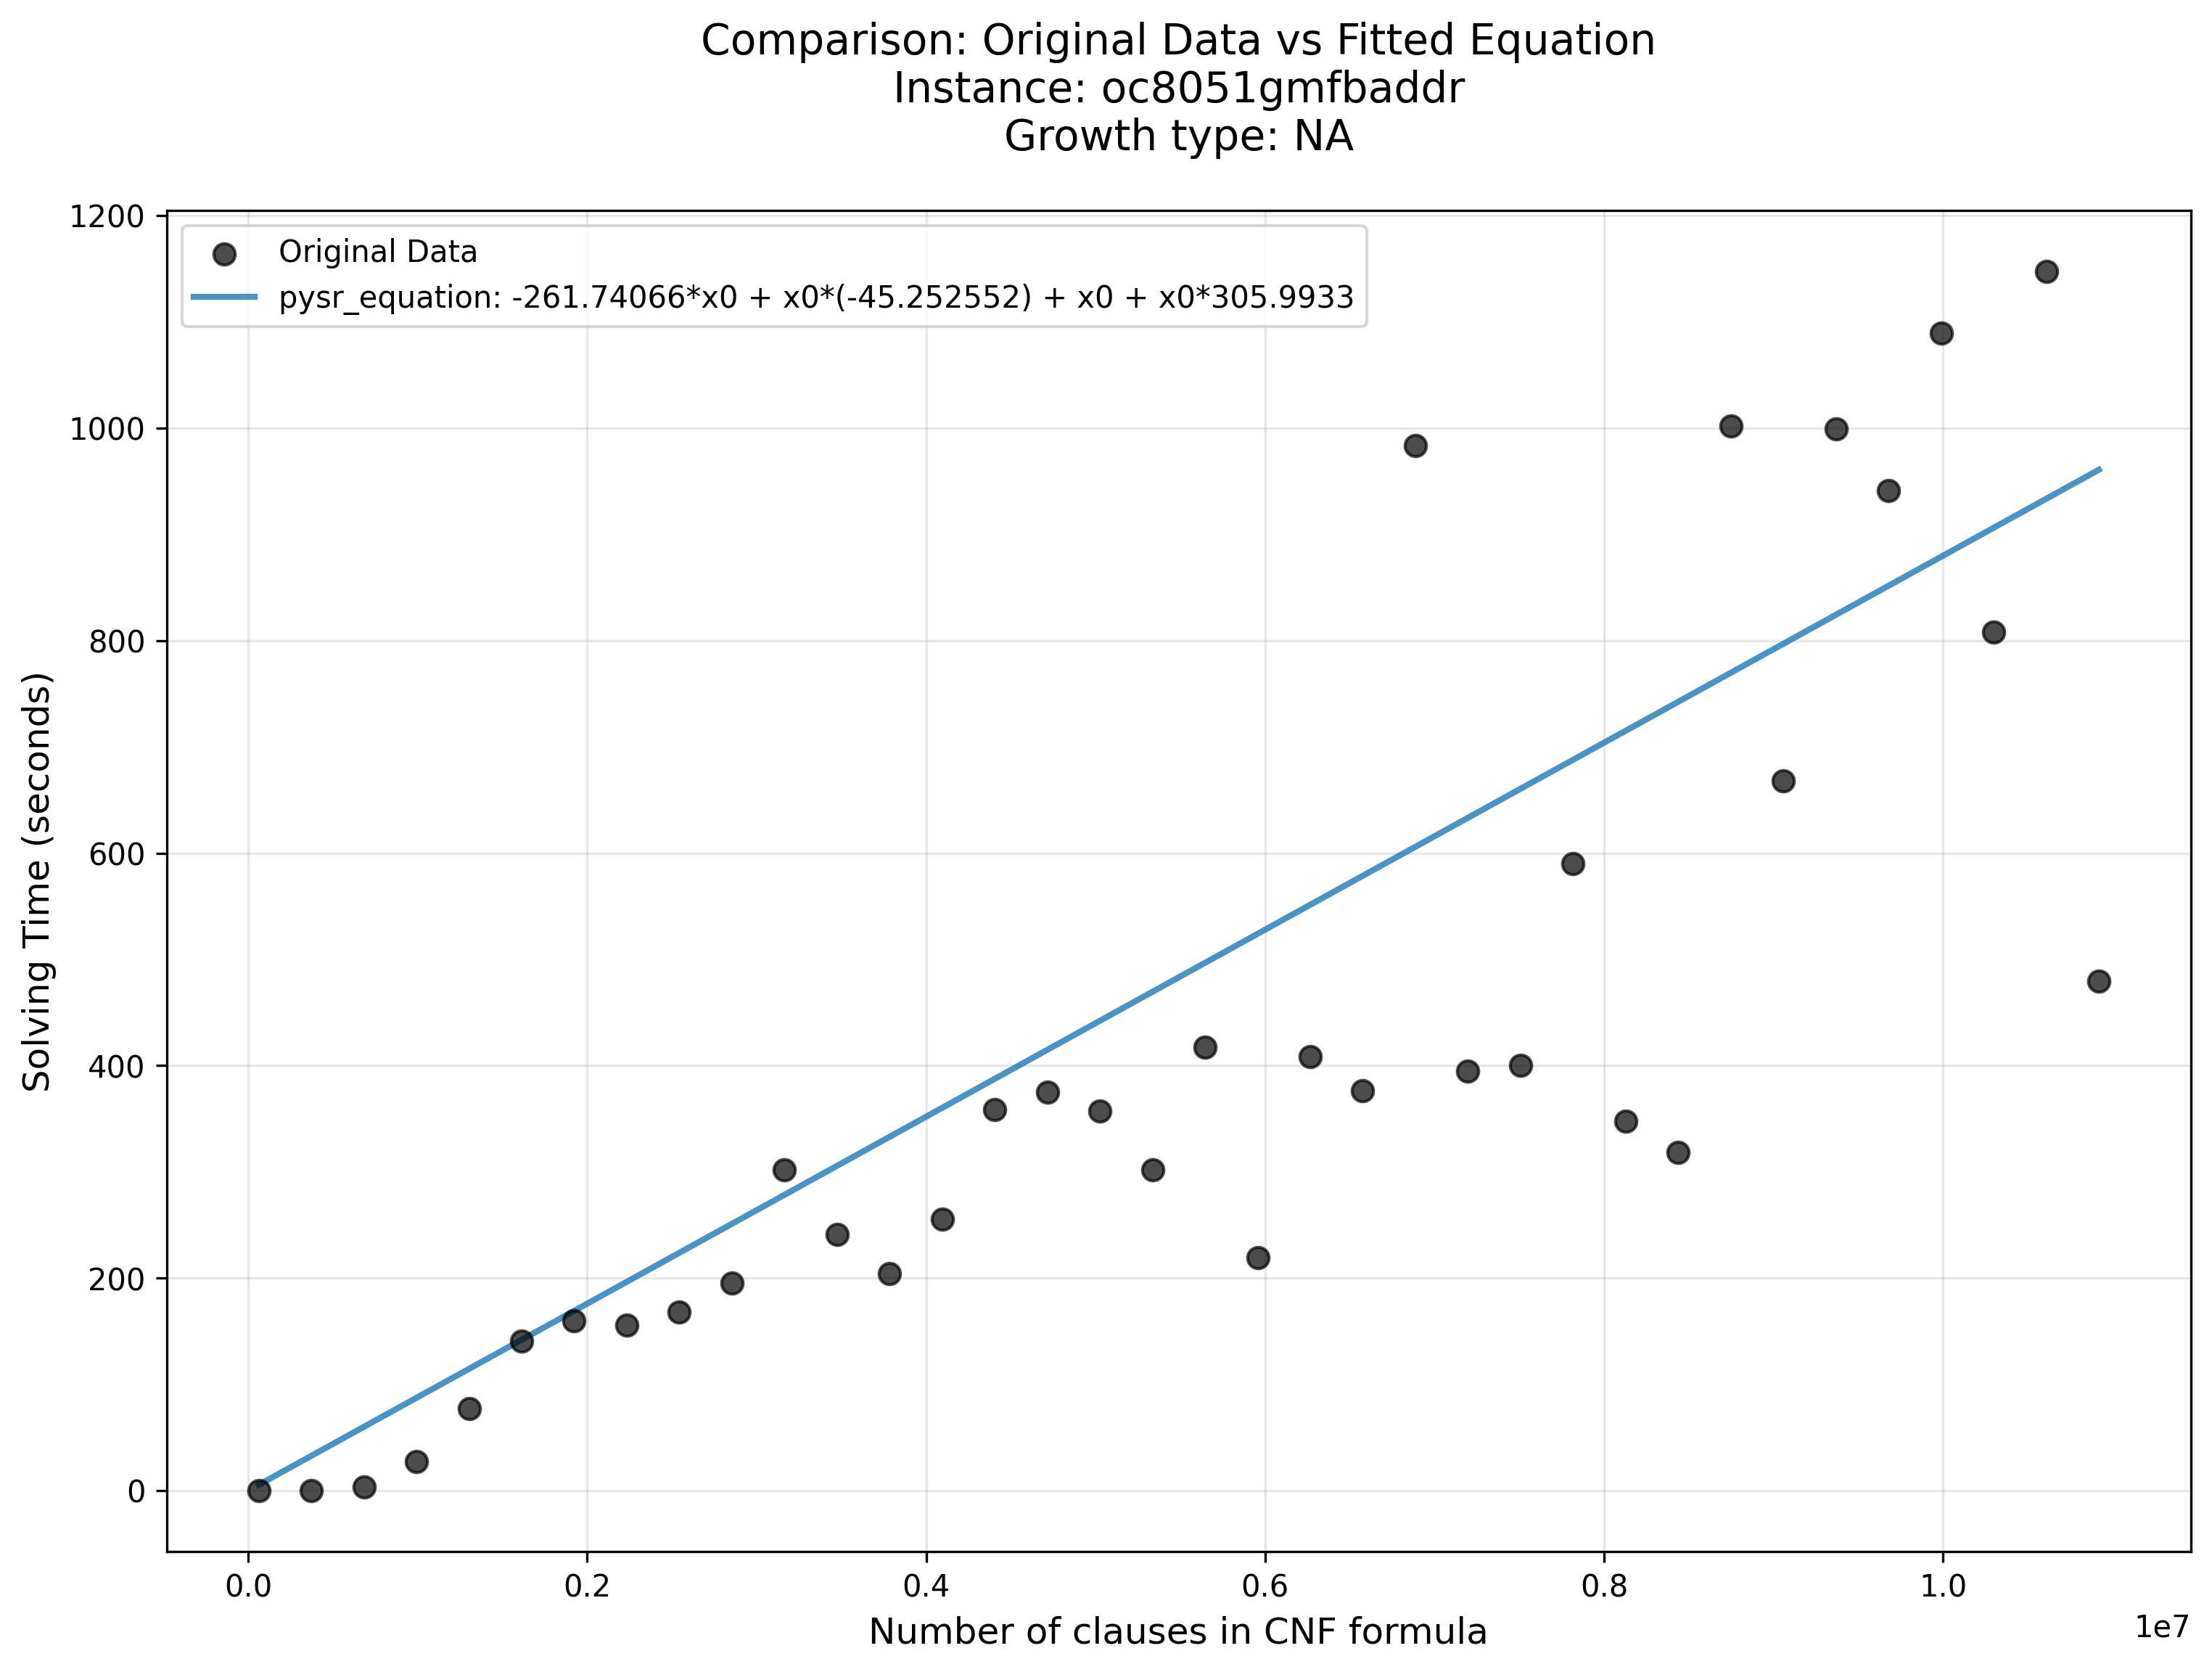 Comparison: Original Data vs Fitted Equation
Instance: oc8051gmfbaddr
Growth type: NA
Original Data
pysr_equation: -261.74066*x0 + x0*(-45.252552) + x0 + x0*305.9933
Solving Time (seconds)
1200
1000
800
600
400
200
0
0.0 0.2 0.4 0.6 0.8 1.0
1e7
Number of clauses in CNF formula